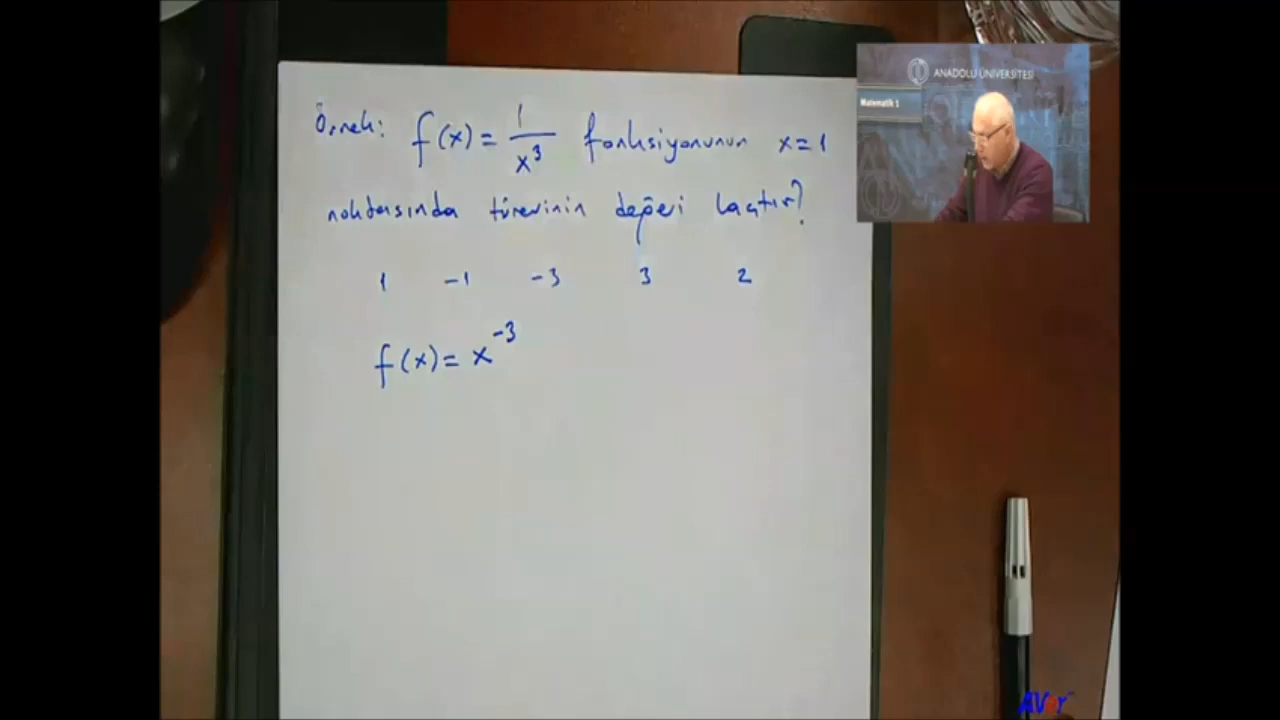 Örnek: f(x) = 1/x³ fonksiyonunun x=1
noktasında türevinin değeri kaçtır?
1 -1 -3 3 2
f(x) = x⁻³
ANADOLU ÜNİVERSİTESİ
Matematik 1